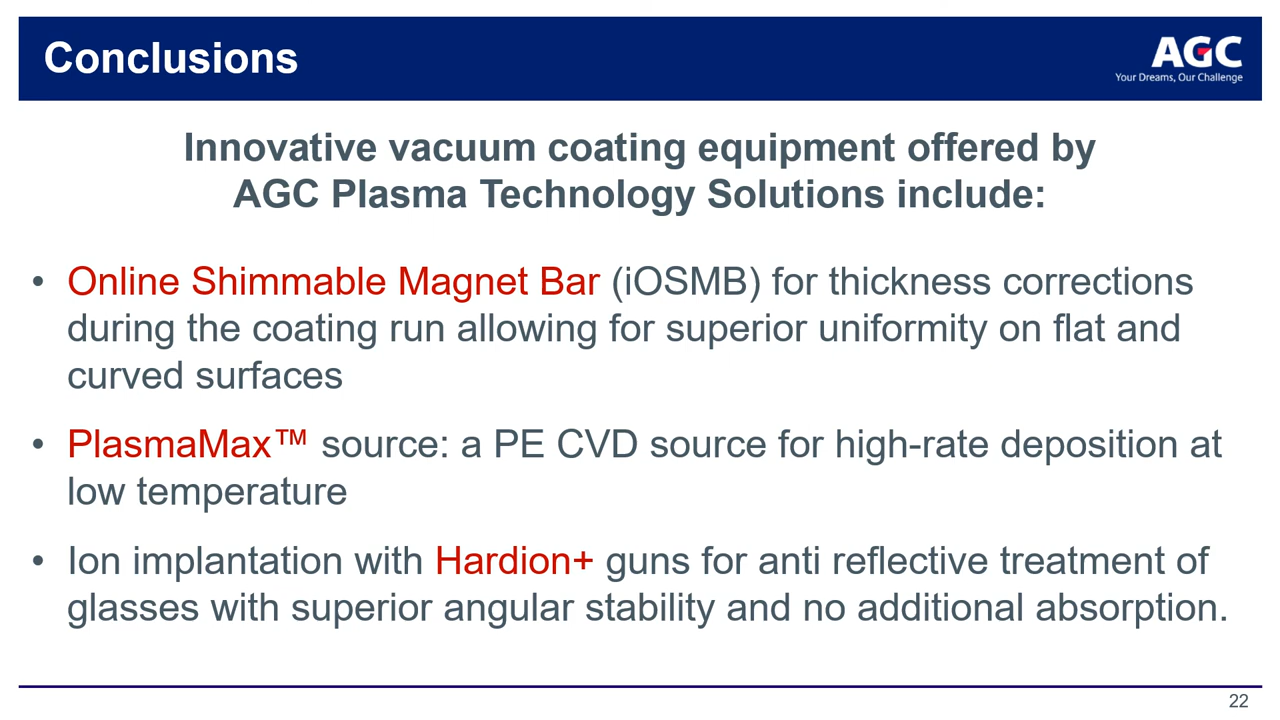 Conclusions
AGC
Your Dreams, Our Challenge
Innovative vacuum coating equipment offered by
AGC Plasma Technology Solutions include:
• Online Shimmable Magnet Bar (iOSMB) for thickness corrections
during the coating run allowing for superior uniformity on flat and
curved surfaces
• PlasmaMax™ source: a PE CVD source for high-rate deposition at
low temperature
• Ion implantation with Hardion+ guns for anti reflective treatment of
glasses with superior angular stability and no additional absorption.
22